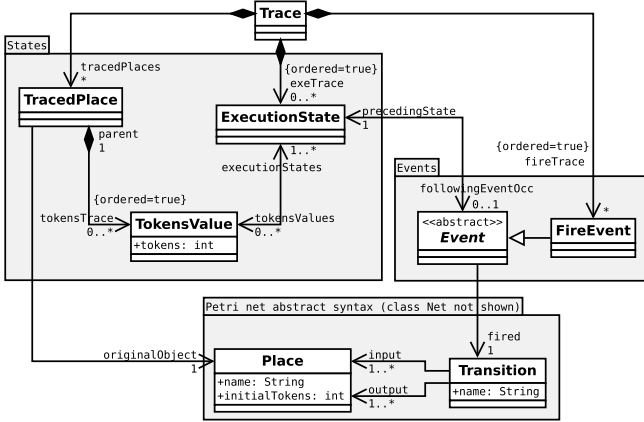 Trace
States
tracedPlaces
*
{ordered=true}
exeTrace
0..*
TracedPlace
ExecutionState
precedingState
1
parent
1
1..*
executionStates
{ordered=true}
fireTrace
Events
followingEventOcc
0..1
*
{ordered=true}
tokensTrace
0..*
TokensValue
+tokens: int
tokensValues
0..*
<<abstract>>
Event
FireEvent
Petri net abstract syntax (class Net not shown)
fired
1
originalObject
1
Place
+name: String
+initialTokens: int
input
1..*
output
1..*
Transition
+name: String